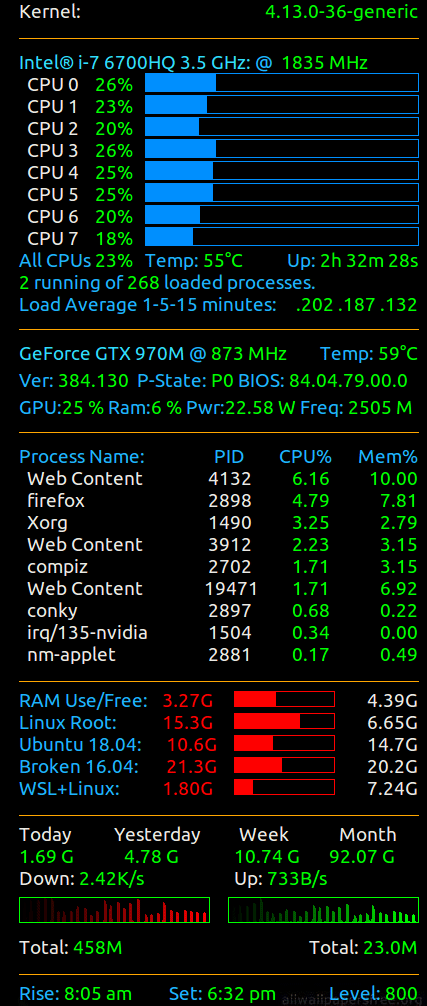 Kernel: 4.13.0-36-generic
Intel® i-7 6700HQ 3.5 GHz: @ 1835 MHz
CPU 0 26%
CPU 1 23%
CPU 2 20%
CPU 3 26%
CPU 4 25%
CPU 5 25%
CPU 6 20%
CPU 7 18%
All CPUs 23% Temp: 55°C Up: 2h 32m 28s
2 running of 268 loaded processes.
Load Average 1-5-15 minutes: .202 .187 .132
GeForce GTX 970M @ 873 MHz Temp: 59°C
Ver: 384.130 P-State: P0 BIOS: 84.04.79.00.0
GPU:25 % Ram:6 % Pwr:22.58 W Freq: 2505 M
Process Name: PID CPU% Mem%
Web Content 4132 6.16 10.00
firefox 2898 4.79 7.81
Xorg 1490 3.25 2.79
Web Content 3912 2.23 3.15
compiz 2702 1.71 3.15
Web Content 19471 1.71 6.92
conky 2897 0.68 0.22
irq/135-nvidia 1504 0.34 0.00
nm-applet 2881 0.17 0.49
RAM Use/Free: 3.27G 4.39G
Linux Root: 15.3G 6.65G
Ubuntu 18.04: 10.6G 14.7G
Broken 16.04: 21.3G 20.2G
WSL+Linux: 1.80G 7.24G
Today Yesterday Week Month
1.69 G 4.78 G 10.74 G 92.07 G
Down: 2.42K/s Up: 733B/s
Total: 458M Total: 23.0M
Rise: 8:05 am Set: 6:32 pm Level: 800